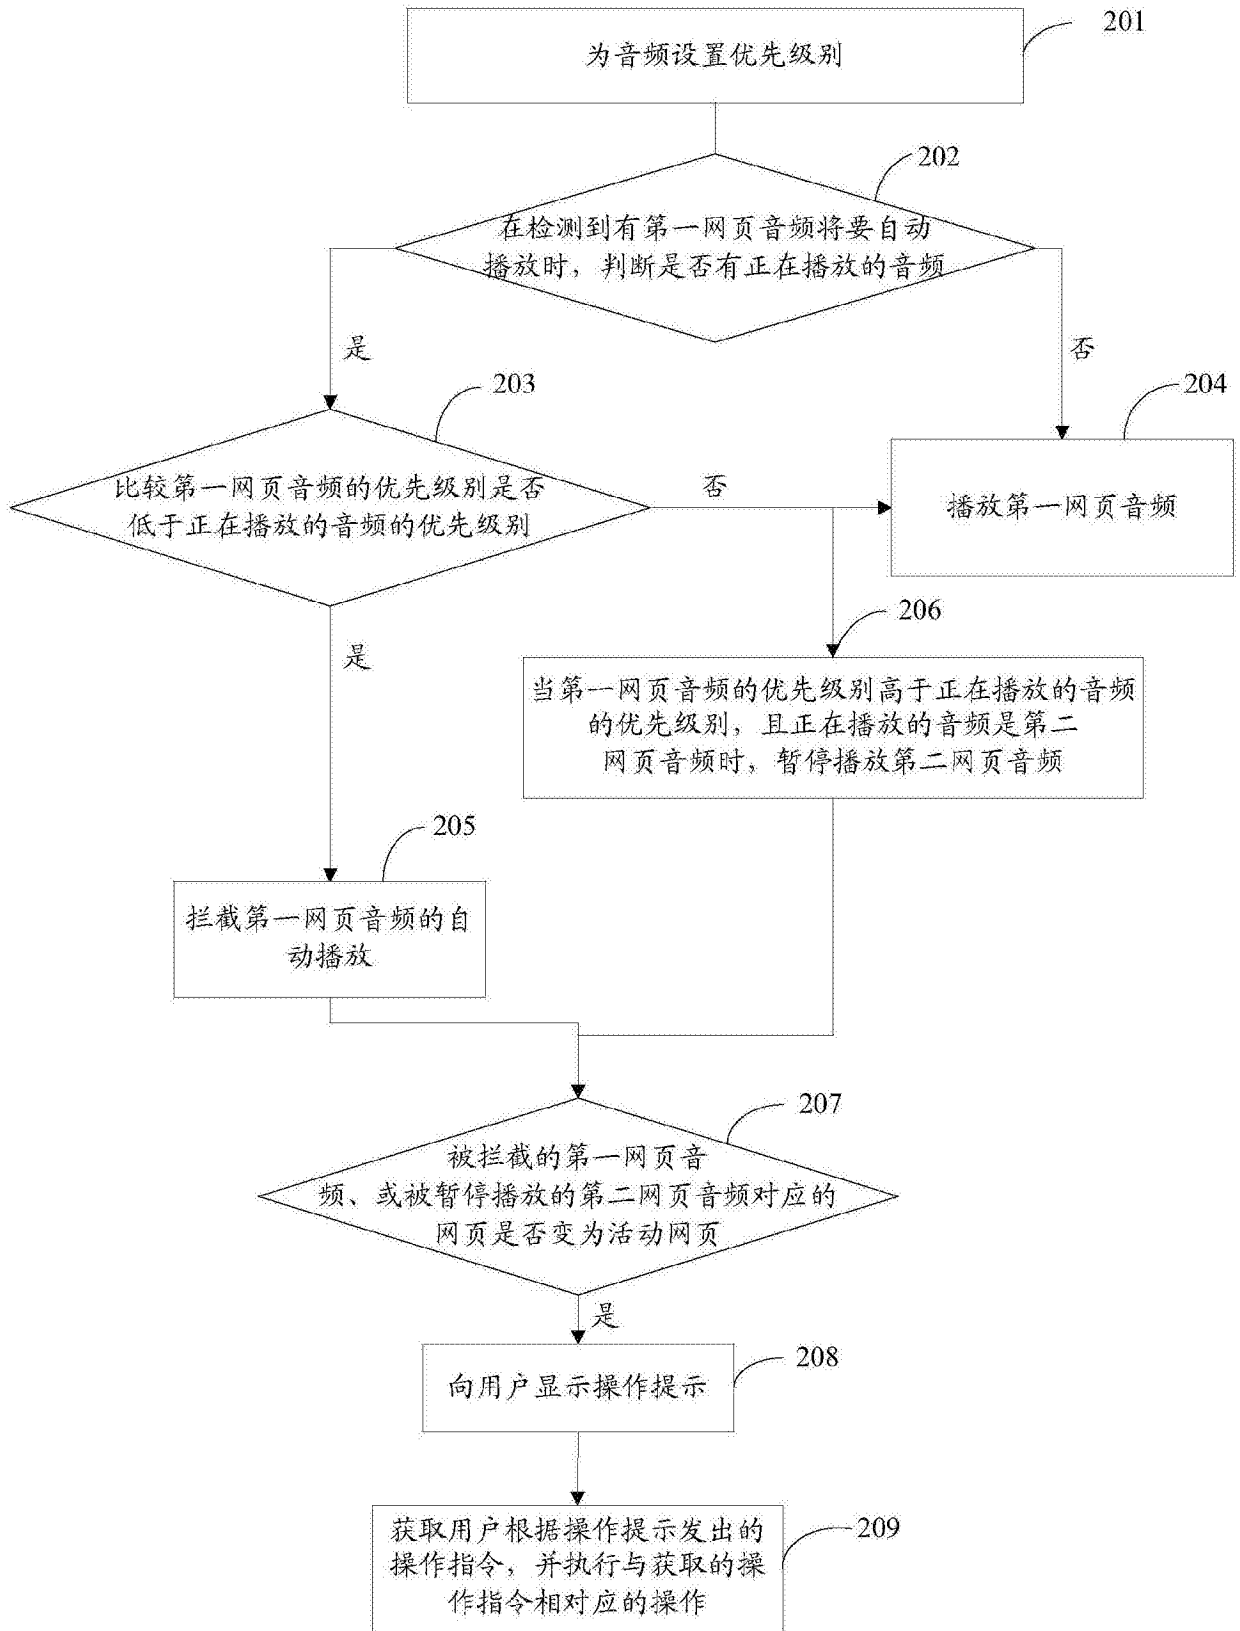 201
为音频设置优先级别
202
在检测到有第一网页音频将要自动
播放时，判断是否有正在播放的音频
是
否
203
204
比较第一网页音频的优先级别是否
低于正在播放的音频的优先级别
否
播放第一网页音频
206
是
当第一网页音频的优先级别高于正在播放的音频
的优先级别，且正在播放的音频是第二
网页音频时，暂停播放第二网页音频
205
拦截第一网页音频的自
动播放
207
被拦截的第一网页音
频、或被暂停播放的第二网页音频对应的
网页是否变为活动网页
是
208
向用户显示操作提示
209
获取用户根据操作提示发出的
操作指令，并执行与获取的操
作指令相对应的操作